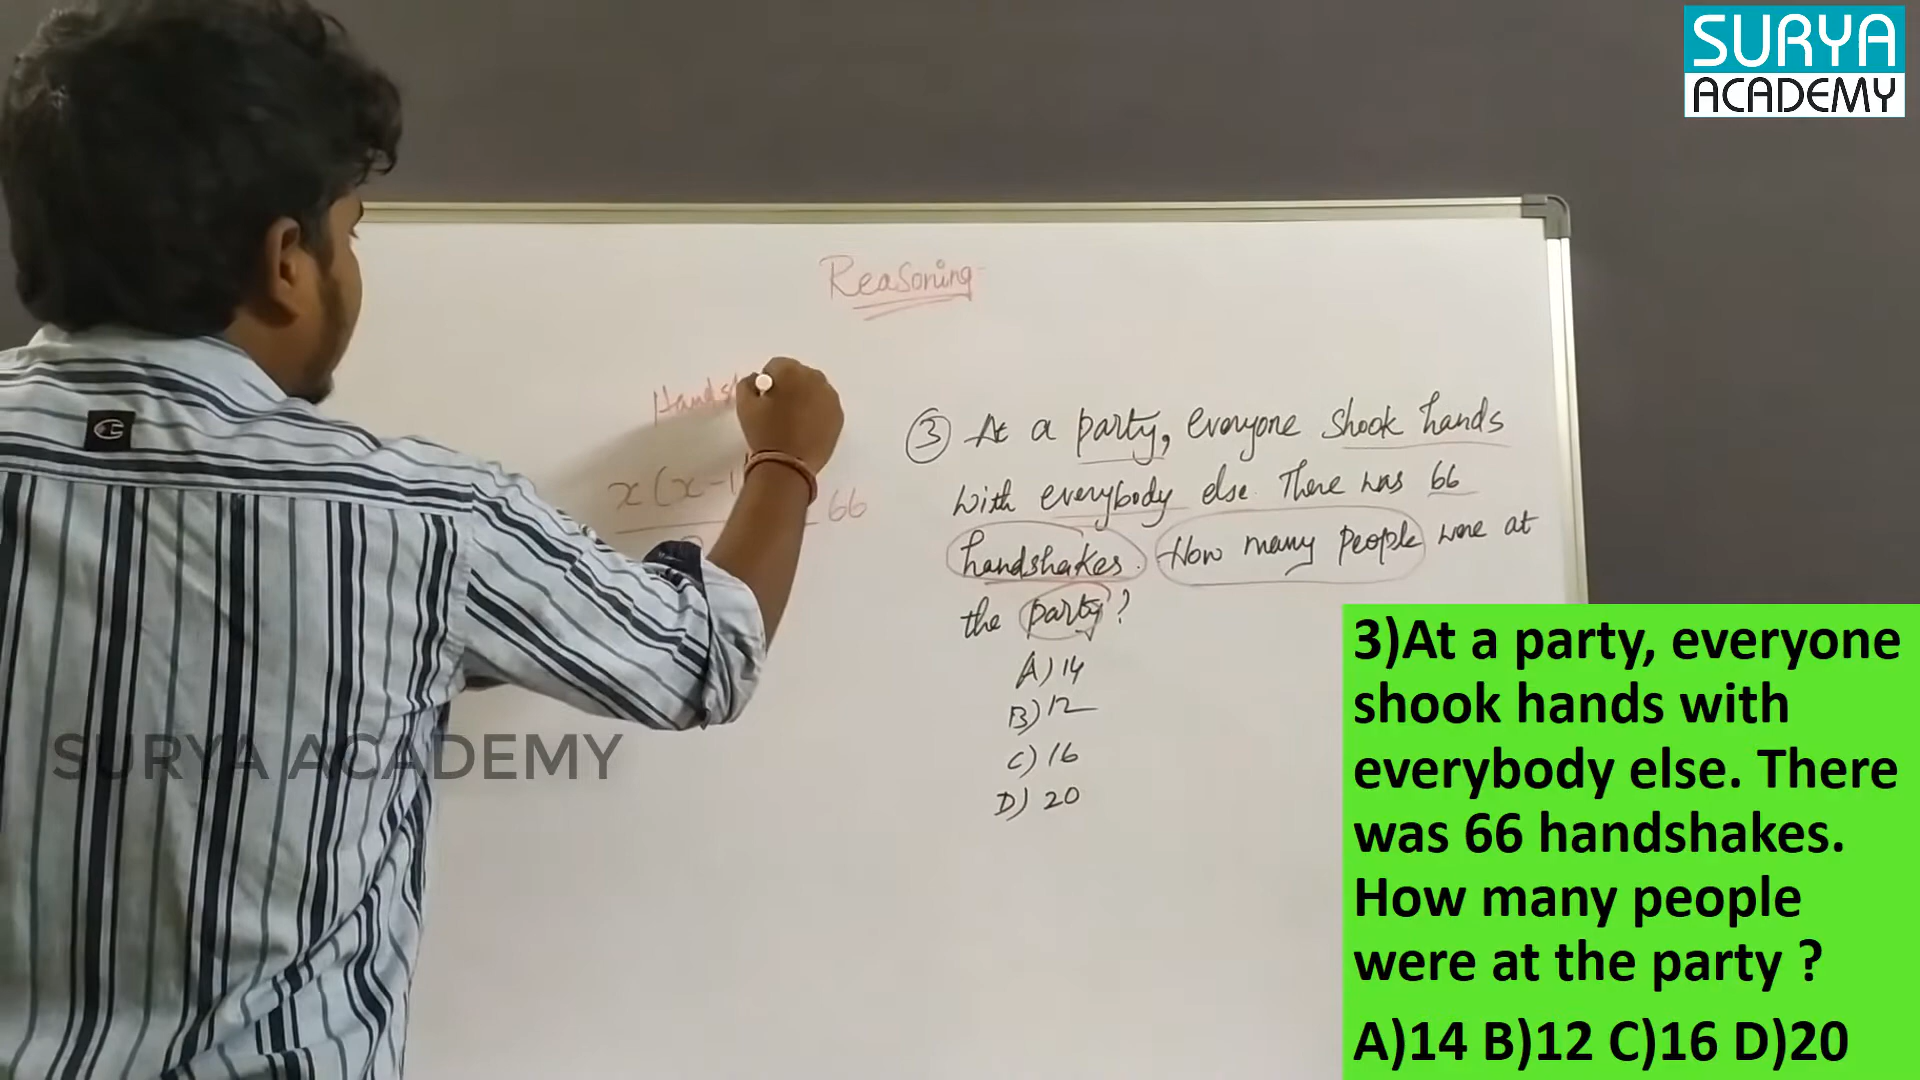 SURYA
ACADEMY
Reasoning
x(x-1
66
③ At a party, everyone shook hands
with everybody else. There was 66
handshakes. How many people were at
the party?
A) 14
B) 12
C) 16
D) 20
SURYA ACADEMY
3)At a party, everyone
shook hands with
everybody else. There
was 66 handshakes.
How many people
were at the party ?
A)14 B)12 C)16 D)20